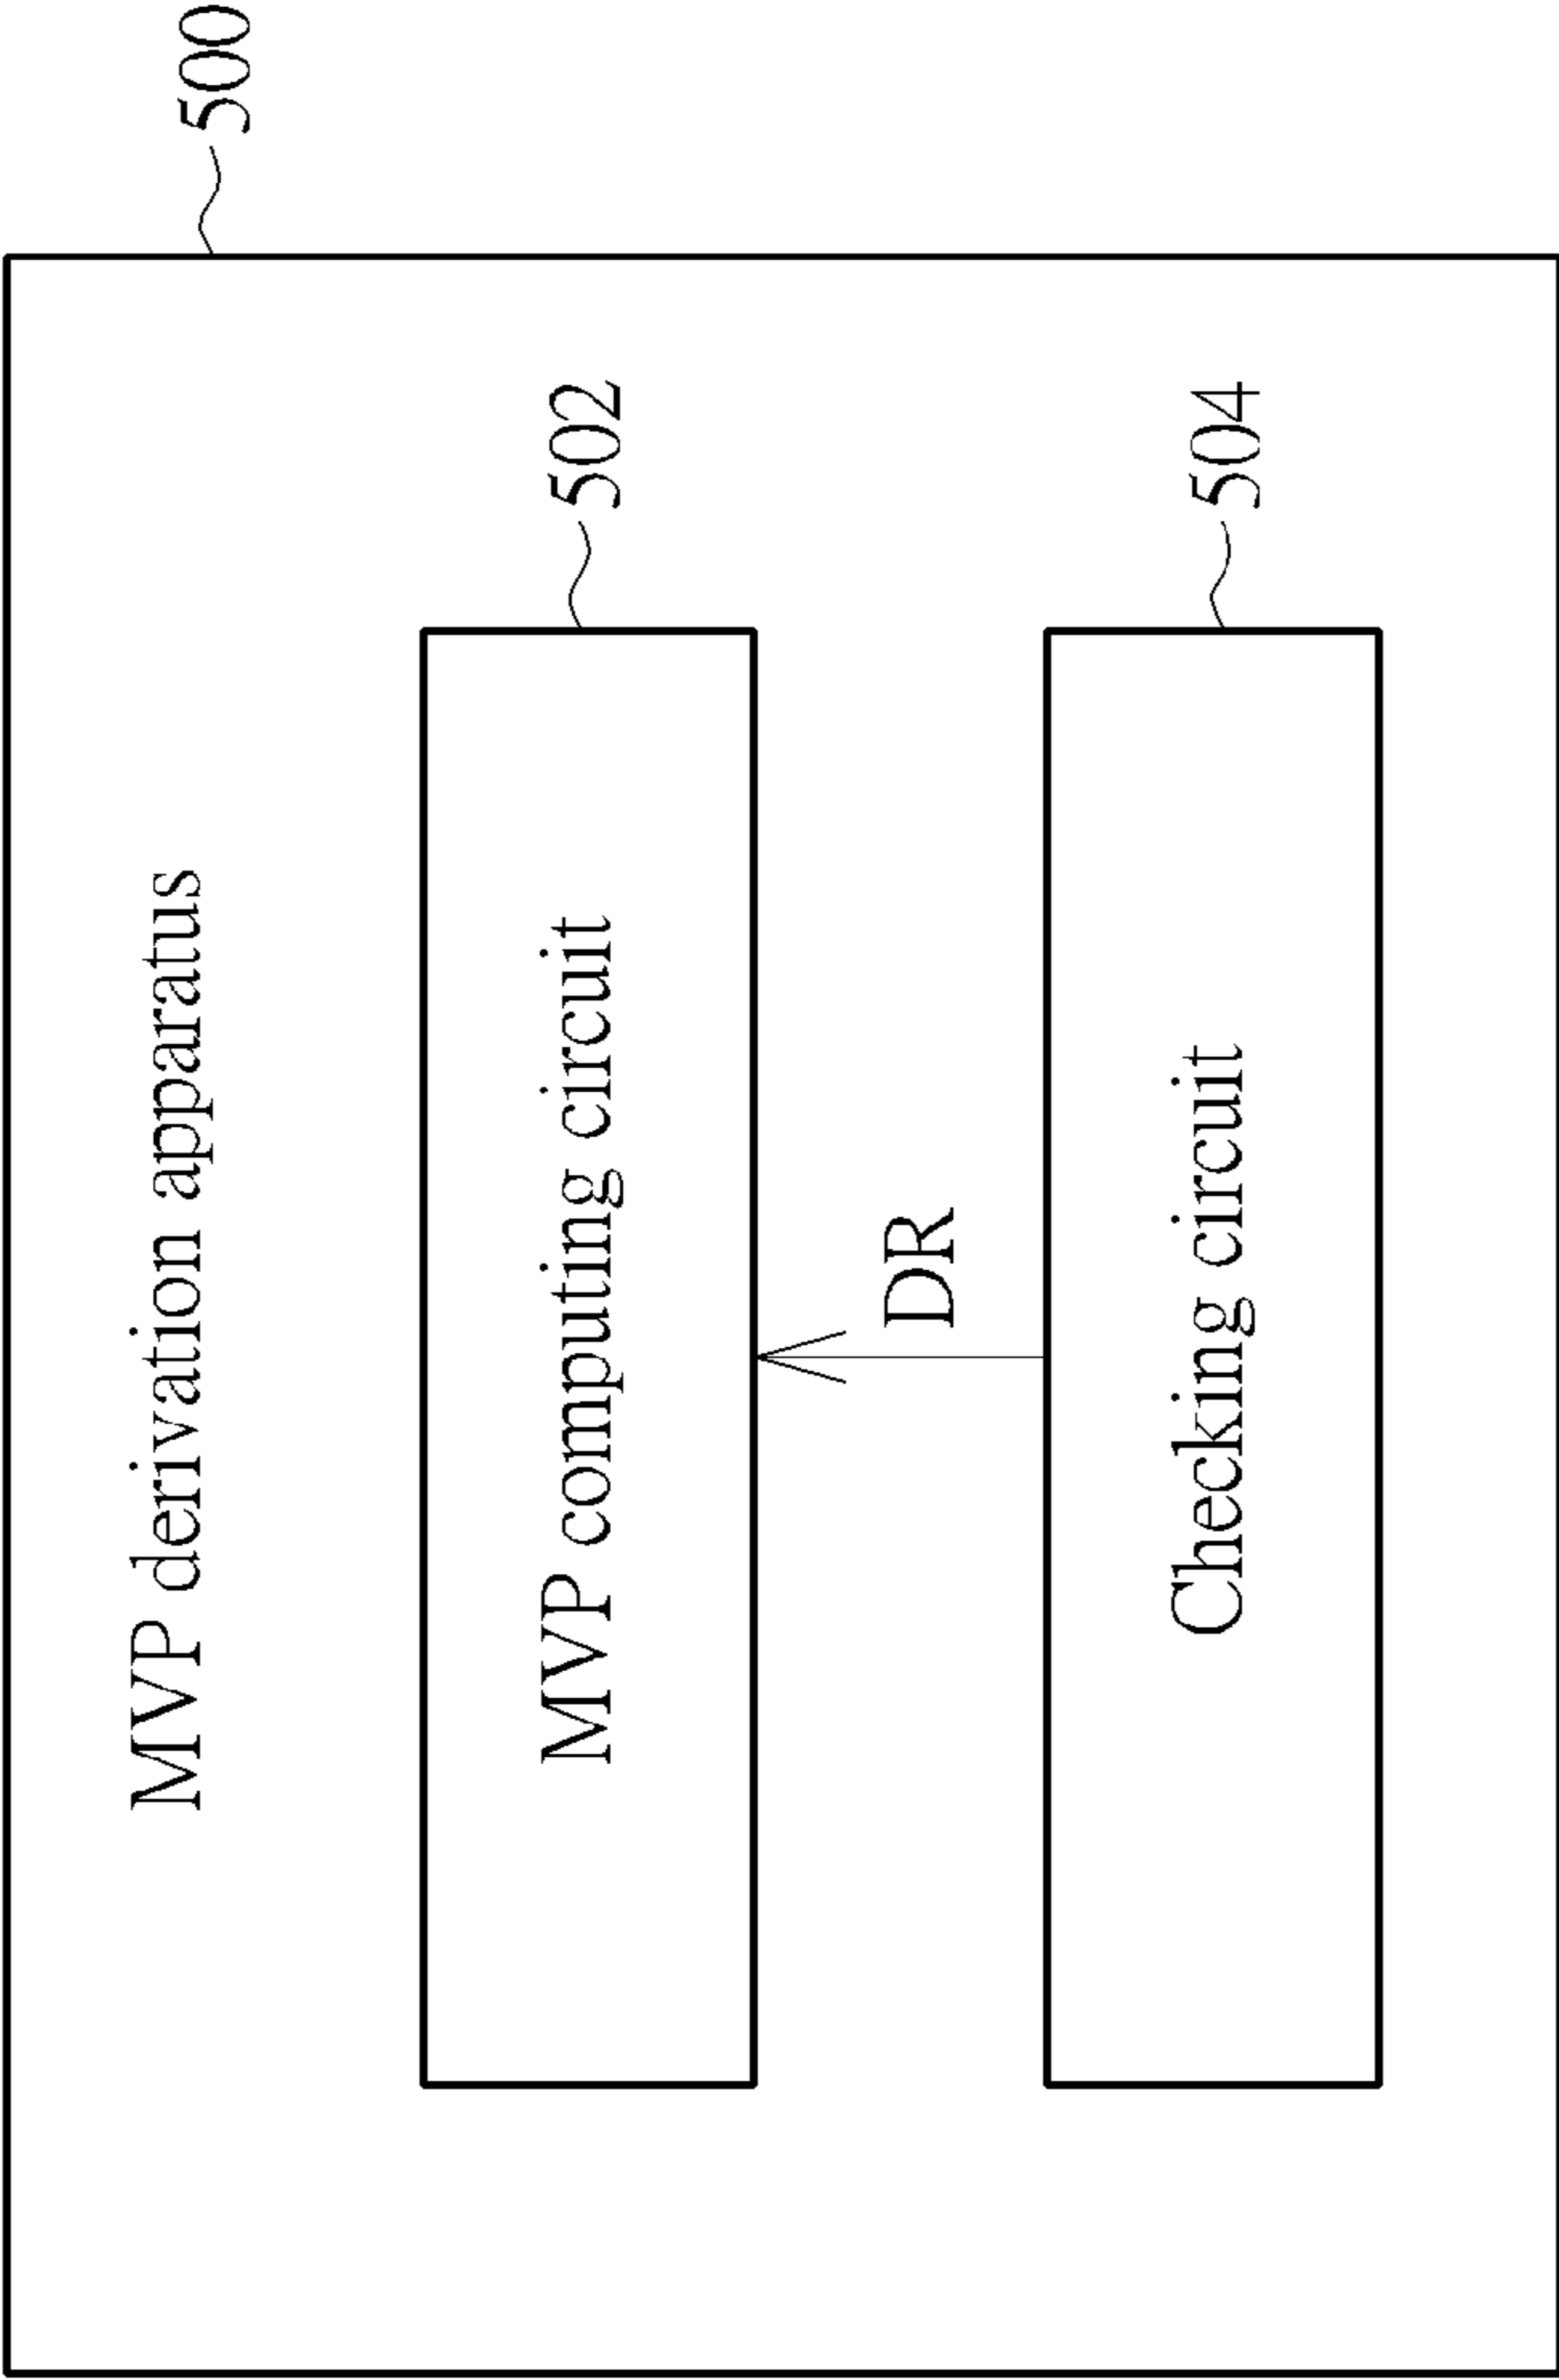 500
MVP derivation apparatus
502
MVP computing circuit
DR
504
Checking circuit